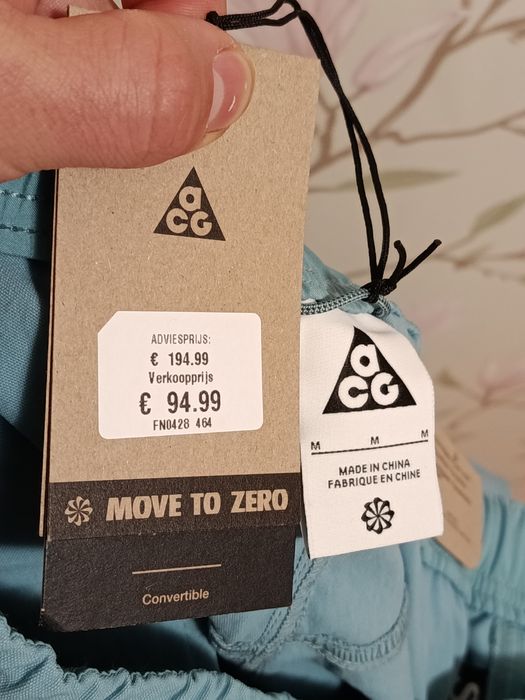 aCG
ADVIESPRIJS:
€ 194.99
Verkoopprijs
€ 94.99
FN0428 464
MOVE TO ZERO
Convertible
aCG
M M M
MADE IN CHINA
FABRIQUE EN CHINE